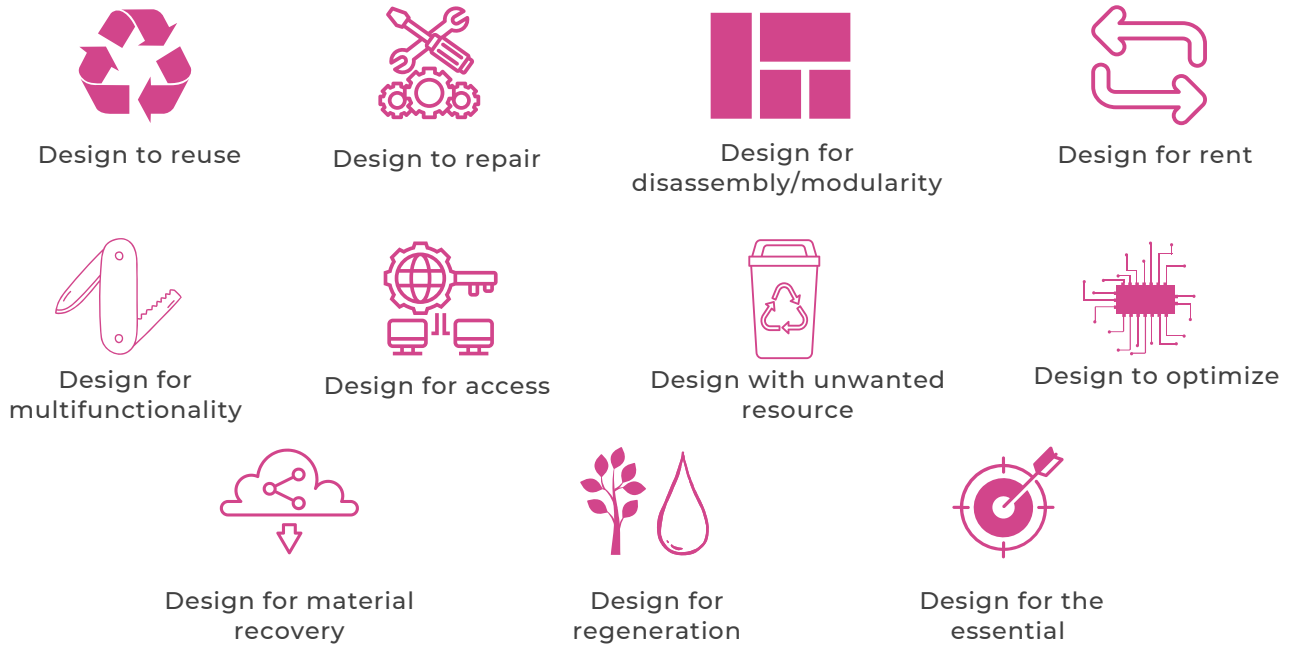 Design to reuse
Design to repair
Design for
disassembly/modularity
Design for rent
Design for
multifunctionality
Design for access
Design with unwanted
resource
Design to optimize
Design for material
recovery
Design for
regeneration
Design for the
essential